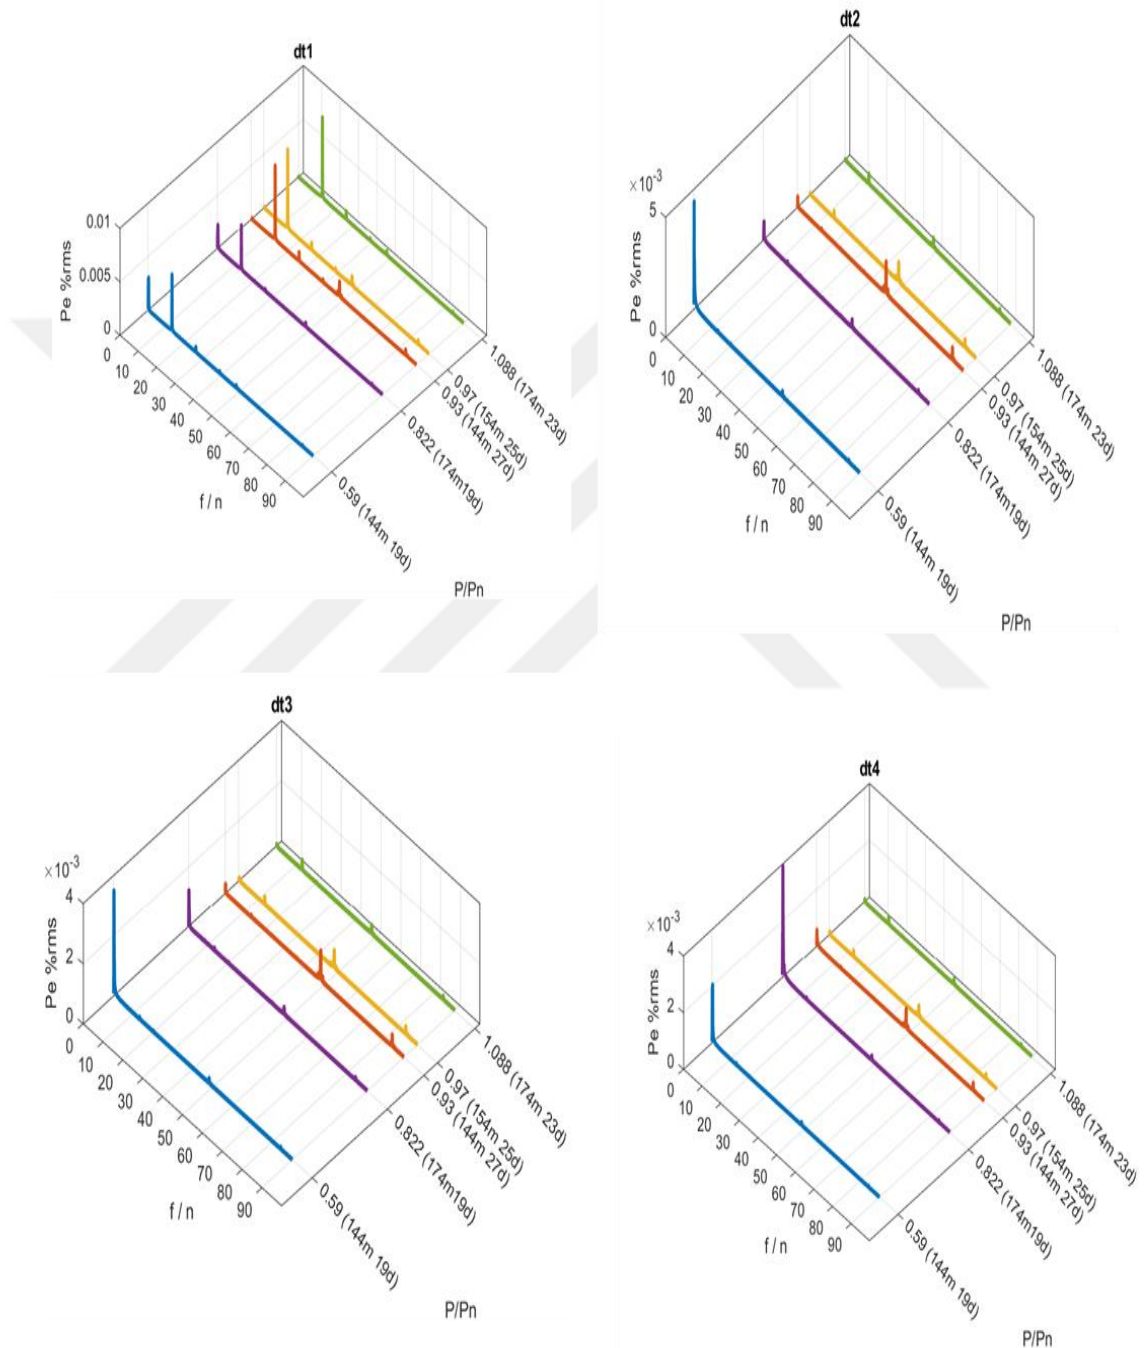 dt1
0.01
0.005
0
Pe %rms
0
10
20
30
40
50
60
70
80
90
f / n
1.088 (174m 23d)
0.97 (154m 25d)
0.93 (144m 27d)
0.822 (174m19d)
0.59 (144m 19d)
P/Pn
dt2
×10-3
5
0
Pe %rms
0
10
20
30
40
50
60
70
80
90
f / n
1.088 (174m 23d)
0.97 (154m 25d)
0.93 (144m 27d)
0.822 (174m19d)
0.59 (144m 19d)
P/Pn
dt3
×10-3
4
2
0
Pe %rms
0
10
20
30
40
50
60
70
80
90
f / n
1.088 (174m 23d)
0.97 (154m 25d)
0.93 (144m 27d)
0.822 (174m19d)
0.59 (144m 19d)
P/Pn
dt4
×10-3
4
2
0
Pe %rms
0
10
20
30
40
50
60
70
80
90
f / n
1.088 (174m 23d)
0.97 (154m 25d)
0.93 (144m 27d)
0.822 (174m19d)
0.59 (144m 19d)
P/Pn